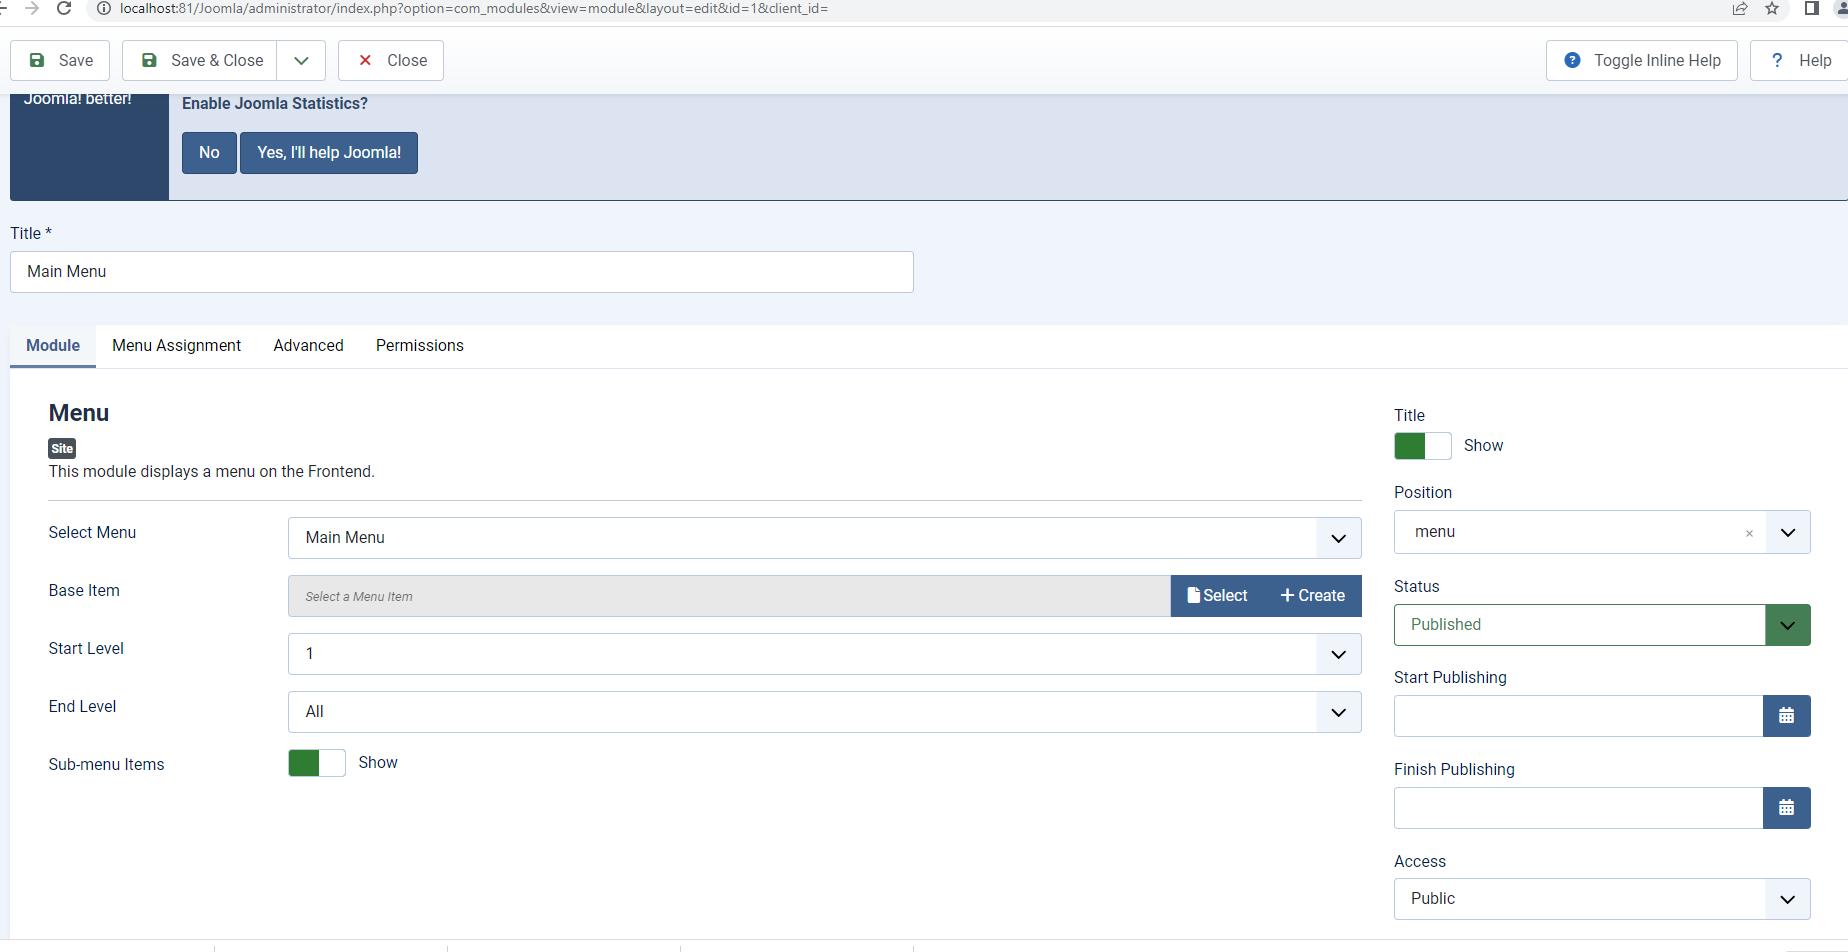 localhost:81/Joomla/administrator/index.php?option=com_modules&view=module&layout=edit&id=1&client_id=
Save
Save & Close
Close
Toggle Inline Help
Help
Joomla! better!
Enable Joomla Statistics?
No
Yes, I'll help Joomla!
Title *
Main Menu
Module
Menu Assignment
Advanced
Permissions
Menu
Site
This module displays a menu on the Frontend.
Select Menu
Main Menu
Base Item
Select a Menu Item
Select
Create
Start Level
1
End Level
All
Sub-menu Items
Show
Title
Show
Position
menu
Status
Published
Start Publishing
Finish Publishing
Access
Public